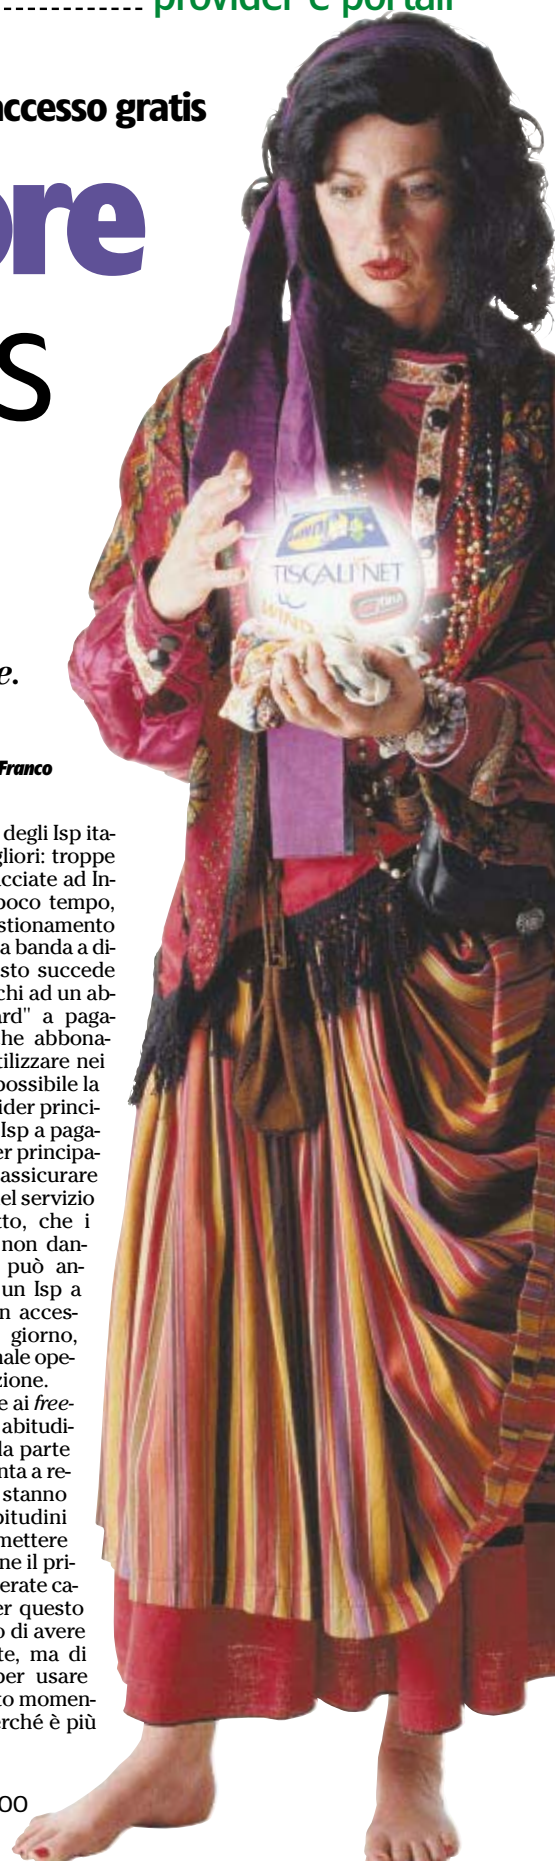 provider e portali
accesso gratis
ore
S
TISCALI NET
WIND
e.
Franco
degli Isp ita-
gliori: troppe
acciate ad In-
poco tempo,
stionamento
a banda a di-
sto succede
chi ad un ab-
ard" a paga-
he abbona-
tilizzare nei
possibile la
ider princi-
Isp a paga-
er principa-
assicurare
el servizio
tto, che i
non dan-
può an-
un Isp a
n acces-
giorno,
nale ope-
zione.
e ai free-
abitudi-
la parte
nta a re-
stanno
bitudini
mettere
ne il pri-
erate ca-
er questo
o di avere
te, ma di
per usare
to momen-
erché è più
00